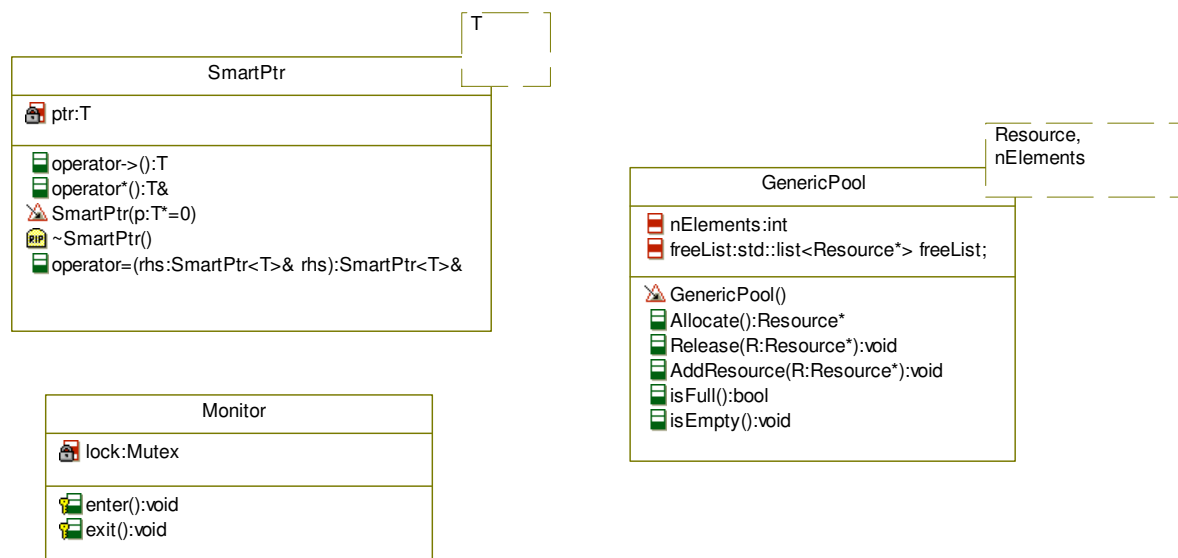 T
SmartPtr
ptr:T
operator->():T
operator*():T&
SmartPtr(p:T*=0)
RIP ~SmartPtr()
operator=(rhs:SmartPtr<T>& rhs):SmartPtr<T>&
Resource,
nElements
GenericPool
nElements:int
freeList:std::list<Resource*> freeList;
GenericPool()
Allocate():Resource*
Release(R:Resource*):void
AddResource(R:Resource*):void
isFull():bool
isEmpty():void
Monitor
lock:Mutex
enter():void
exit():void